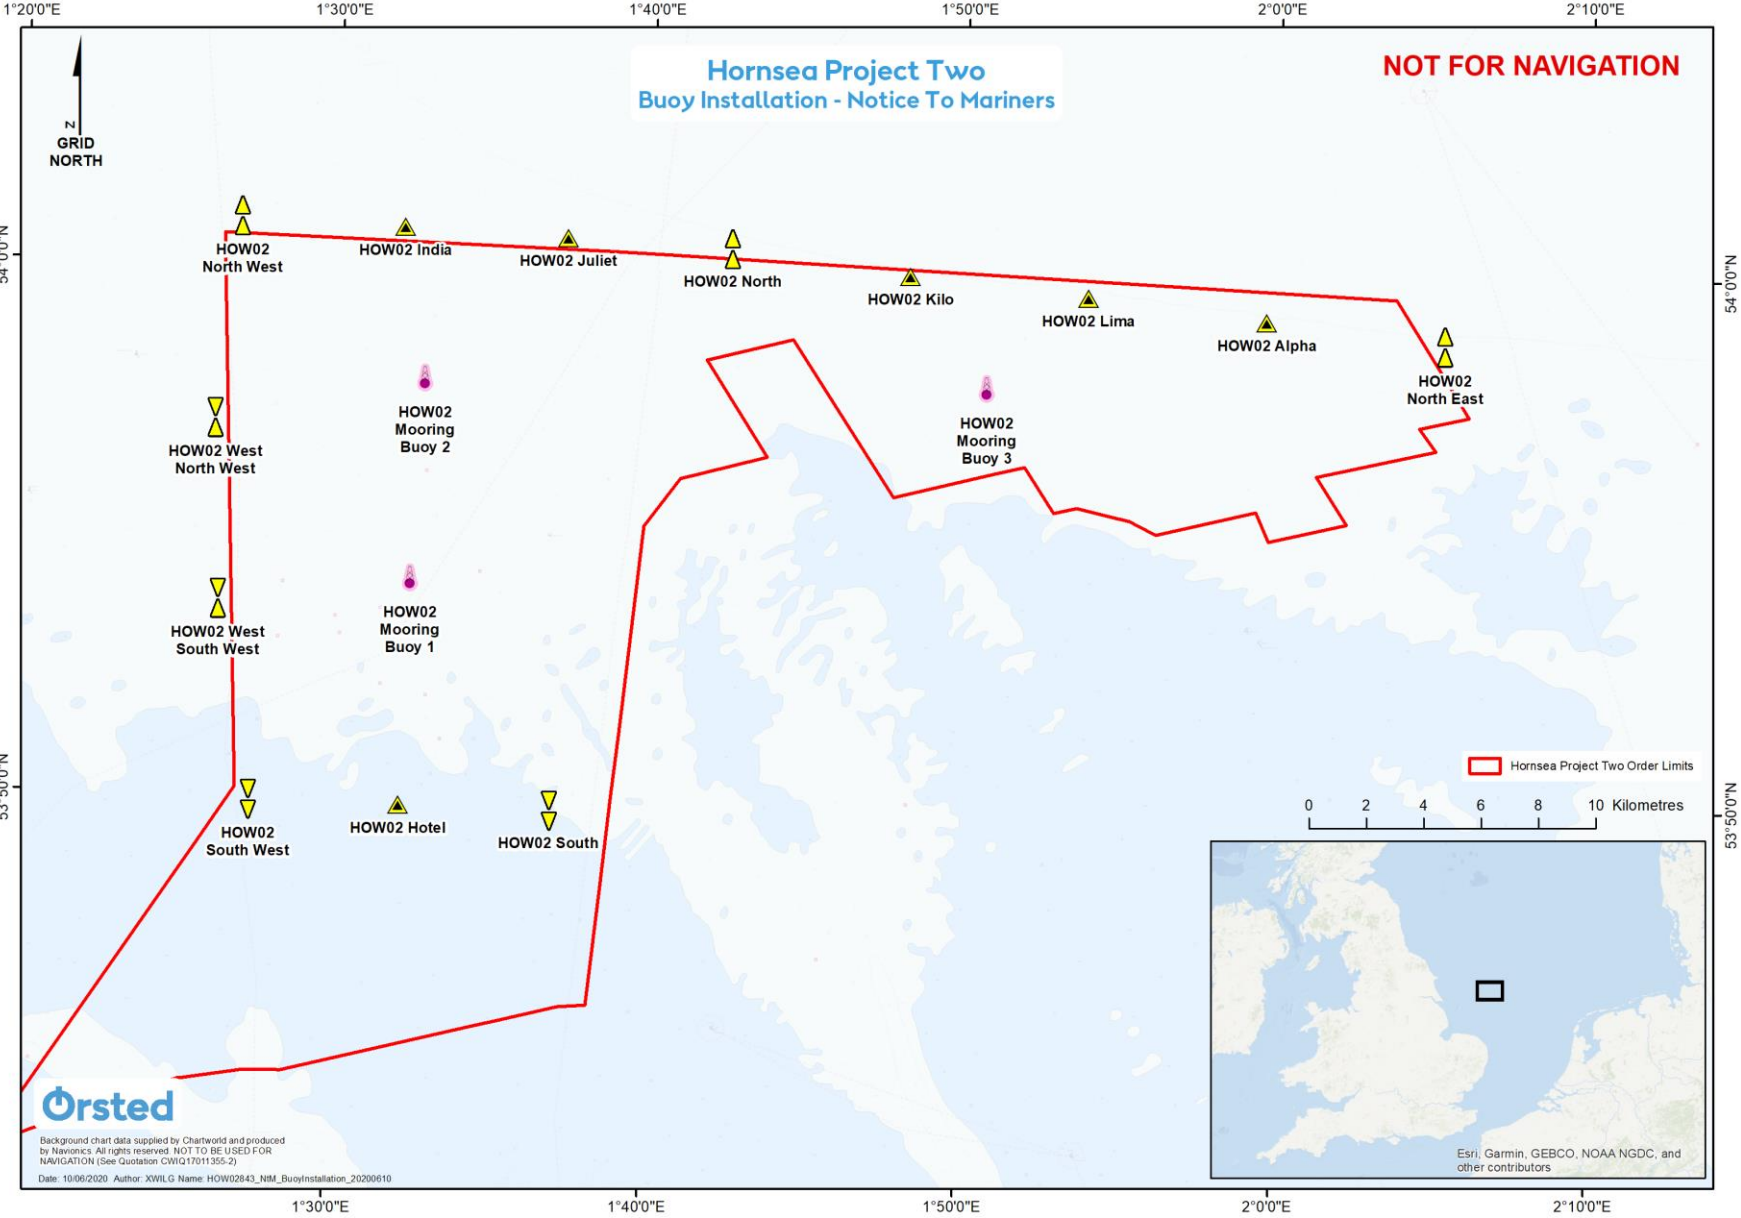 1°20'0"E 1°30'0"E 1°40'0"E 1°50'0"E 2°0'0"E 2°10'0"E
Hornsea Project Two
Buoy Installation - Notice To Mariners
NOT FOR NAVIGATION
N
GRID
NORTH
54°0'0"N
54°0'0"N
HOW02
North West
HOW02 India
HOW02 Juliet
HOW02 North
HOW02 Kilo
HOW02 Lima
HOW02 Alpha
HOW02
North East
HOW02 West
North West
HOW02
Mooring
Buoy 2
HOW02
Mooring
Buoy 3
HOW02 West
South West
HOW02
Mooring
Buoy 1
53°50'0"N
53°50'0"N
HOW02
South West
HOW02 Hotel
HOW02 South
Hornsea Project Two Order Limits
0 2 4 6 8 10 Kilometres
Orsted
Background chart data supplied by Chartworld and produced
by Navionics. All rights reserved. NOT TO BE USED FOR
NAVIGATION (See Quotation CWIQ17011355-2)
Date: 10/06/2020 Author: XWILG Name: HOW02843_NtM_BuoyInstallation_20200610
Esri, Garmin, GEBCO, NOAA NGDC, and
other contributors
1°30'0"E 1°40'0"E 1°50'0"E 2°0'0"E 2°10'0"E